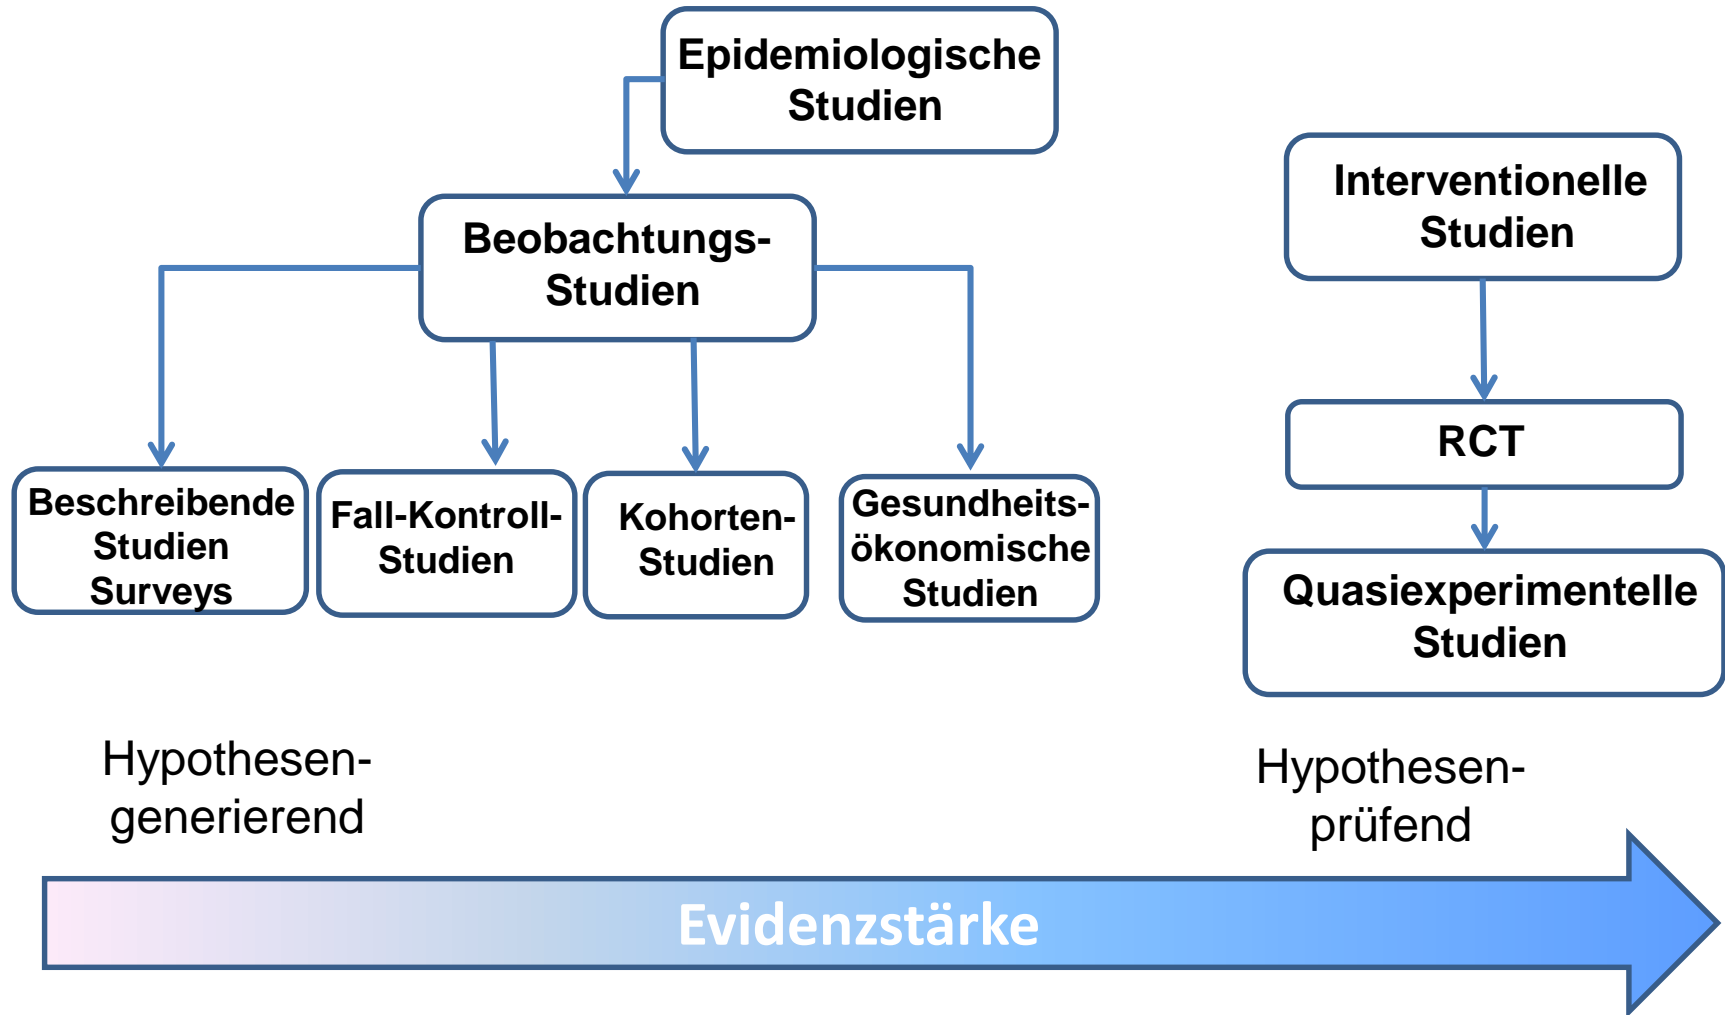 Epidemiologische
Studien
Interventionelle
Studien
Beobachtungs-
Studien
RCT
Beschreibende
Studien
Surveys
Fall-Kontroll-
Studien
Kohorten-
Studien
Gesundheits-
ökonomische
Studien
Quasiexperimentelle
Studien
Hypothesen-
generierend
Hypothesen-
prüfend
Evidenzstärke